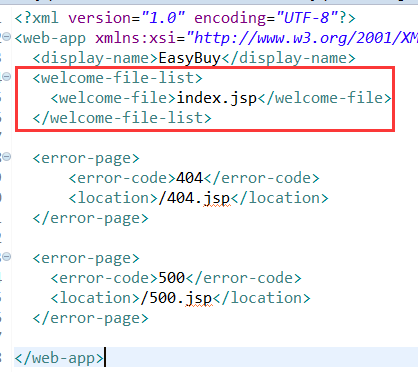 <?xml version="1.0" encoding="UTF-8"?>
<web-app xmlns:xsi="http://www.w3.org/2001/XM
<display-name>EasyBuy</display-name>
<welcome-file-list>
<welcome-file>index.jsp</welcome-file>
</welcome-file-list>
<error-page>
<error-code>404</error-code>
<location>/404.jsp</location>
</error-page>
<error-page>
<error-code>500</error-code>
<location>/500.jsp</location>
</error-page>
</web-app>